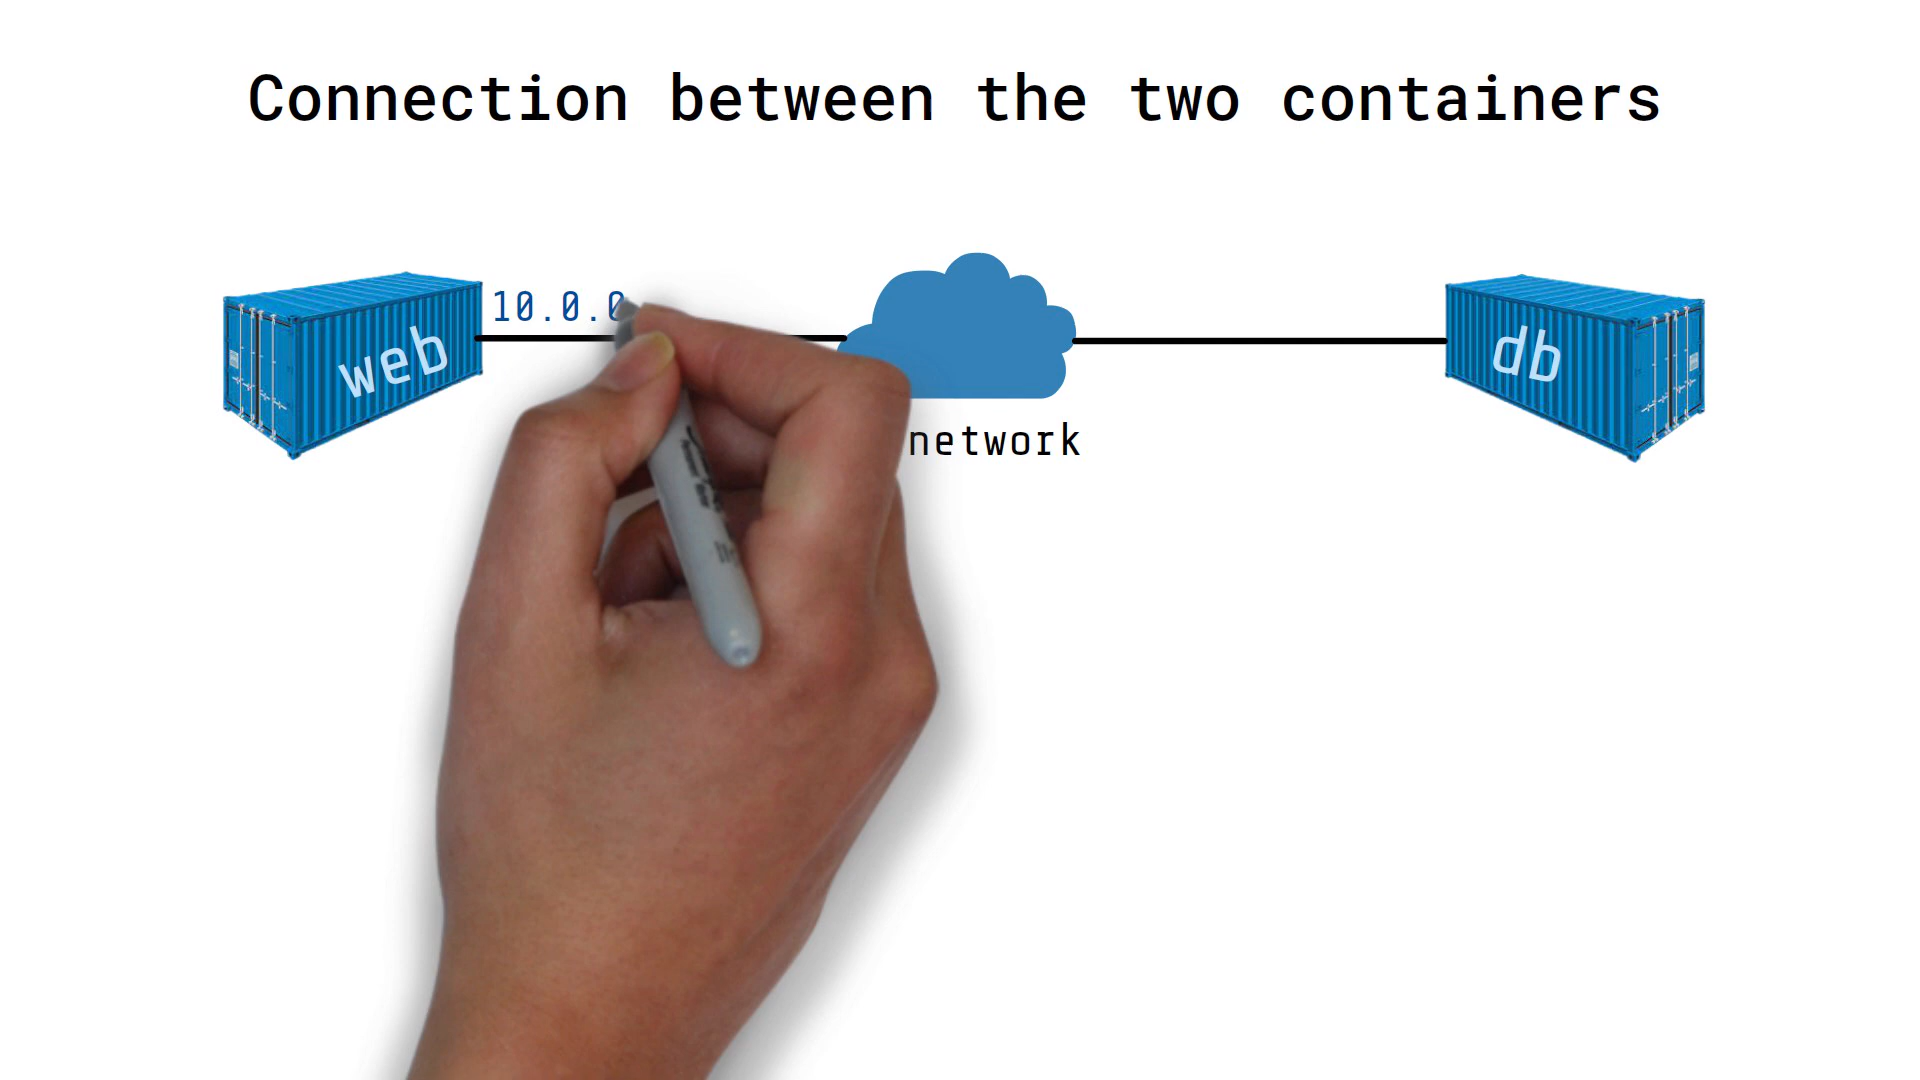 Connection between the two containers
10.0.0
web
db
network